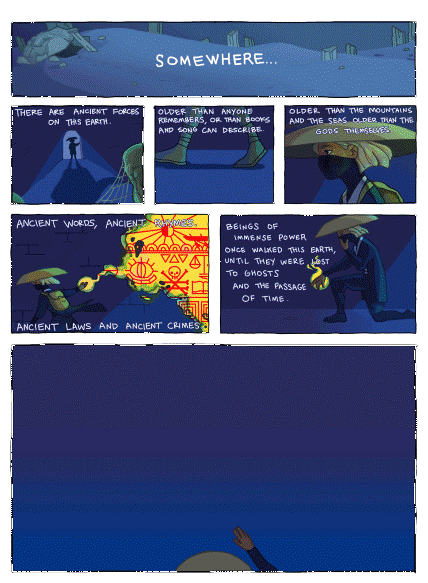 SOMEWHERE...
THERE ARE ANCIENT FORCES
ON THIS EARTH.
OLDER THAN ANYONE
REMEMBERS, OR THAN BOOKS
AND SONG CAN DESCRIBE.
OLDER THAN THE MOUNTAINS
AND THE SEAS OLDER THAN THE
GODS THEMSELVES
ANCIENT WORDS, ANCIENT RHYMES.
ANCIENT LAWS AND ANCIENT CRIMES.
BEINGS OF
IMMENSE POWER
ONCE WALKED THIS EARTH,
UNTIL THEY WERE LOST
TO GHOSTS
AND THE PASSAGE
OF TIME.